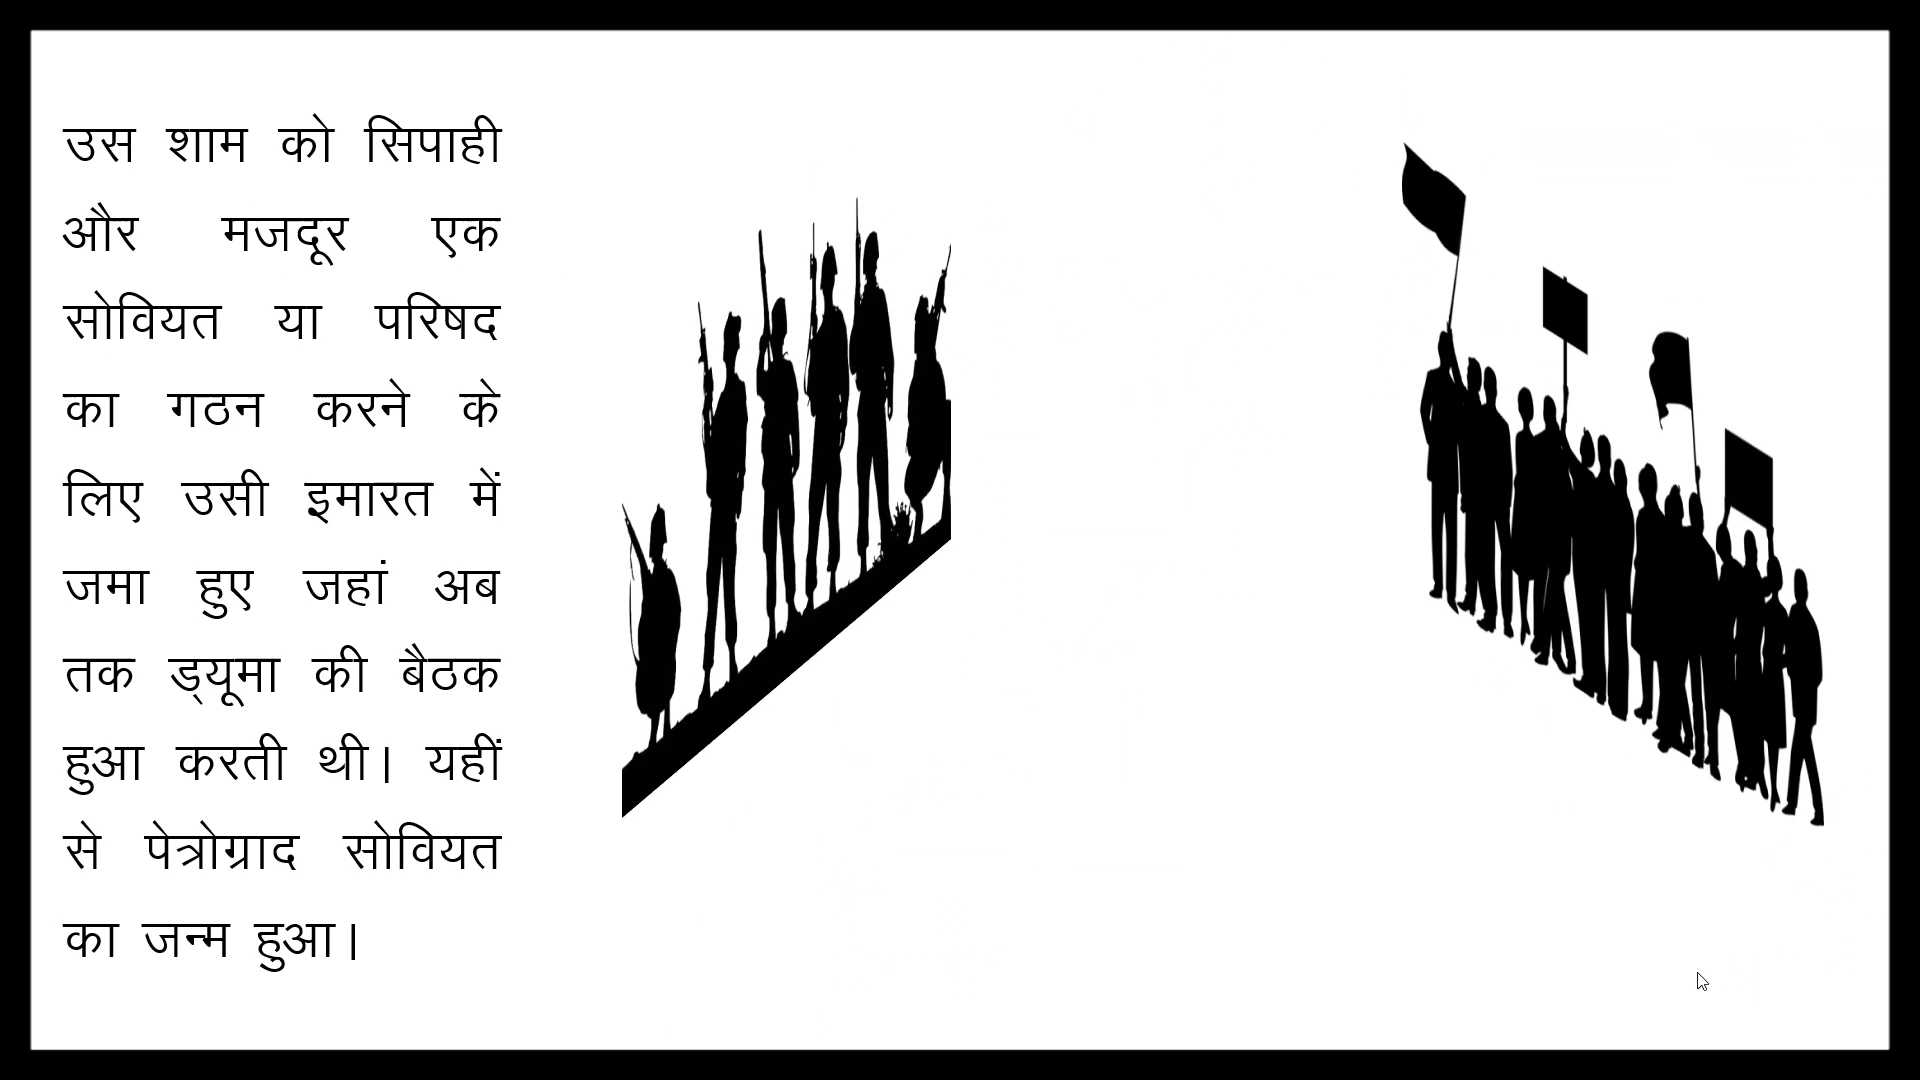 उस शाम को सिपाही
और मजदूर एक
सोवियत या परिषद
का गठन करने के
लिए उसी इमारत में
जमा हुए जहां अब
तक ड्यूमा की बैठक
हुआ करती थी। यहीं
से पेत्रोग्राद सोवियत
का जन्म हुआ।